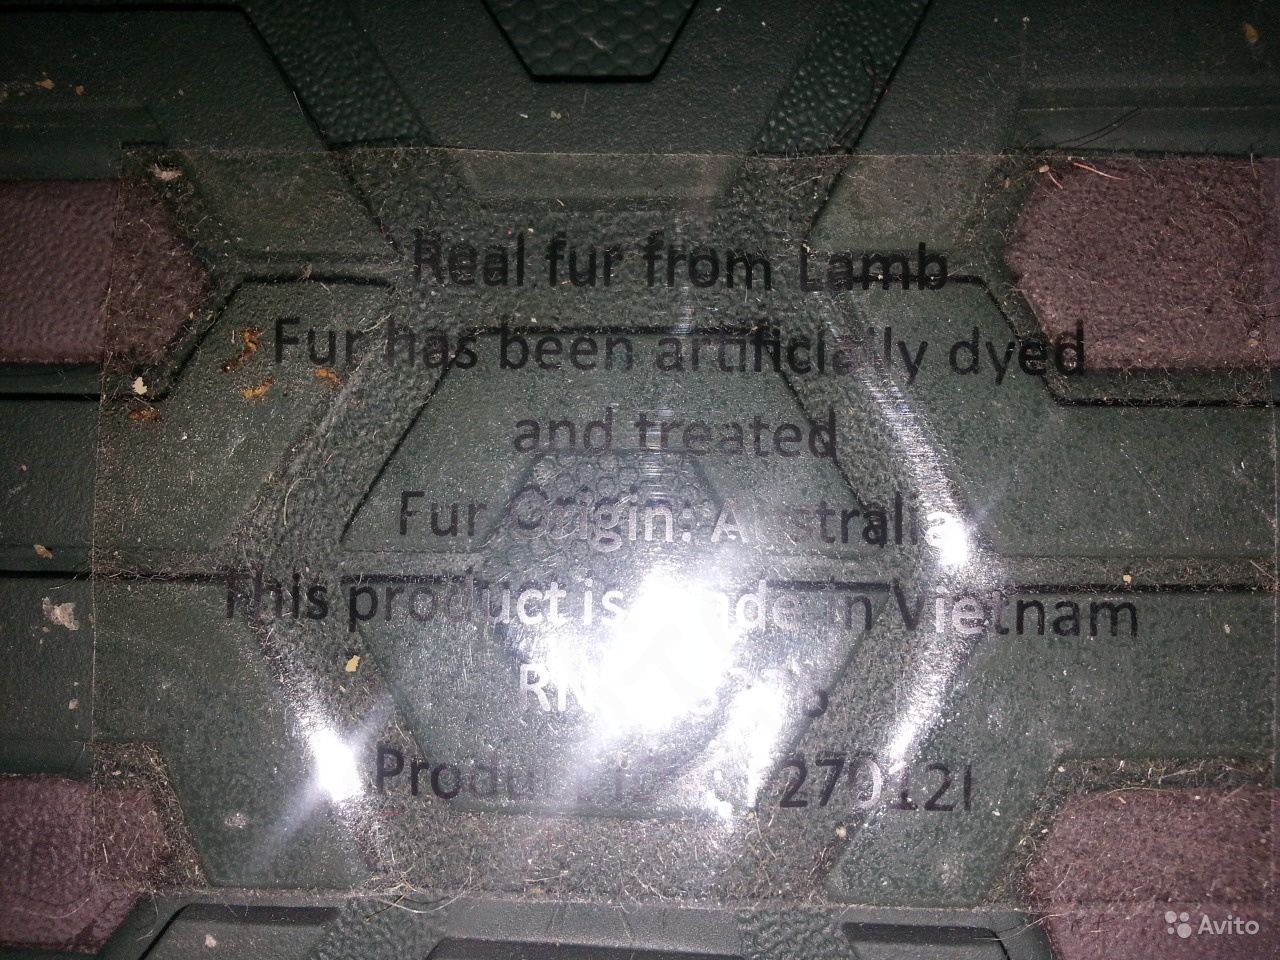 Real fur from Lamb
Fur has been artificially dyed
and treated
Fur Origin: Australia
This product is made in Vietnam
Avito